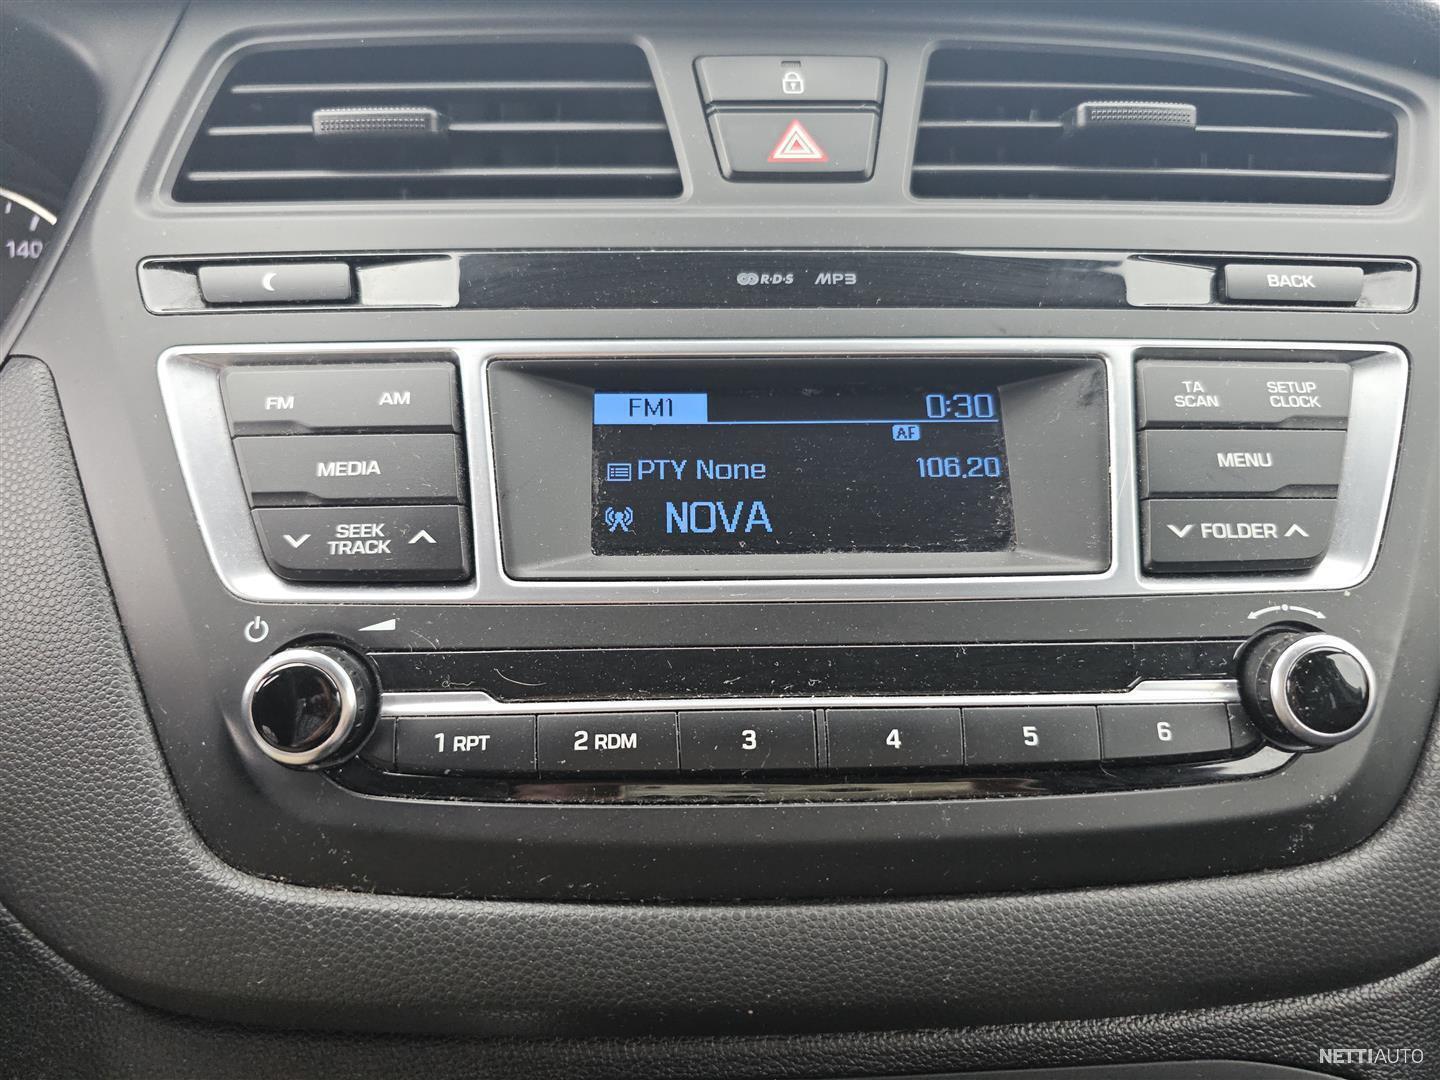 140
RDS MP3
BACK
FM AM
MEDIA
SEEK
TRACK
FM1 0:30
AF
PTY None 106.20
NOVA
TA
SCAN
SETUP
CLOCK
MENU
FOLDER
1 RPT 2 RDM 3 4 5 6
NETTIAUTO